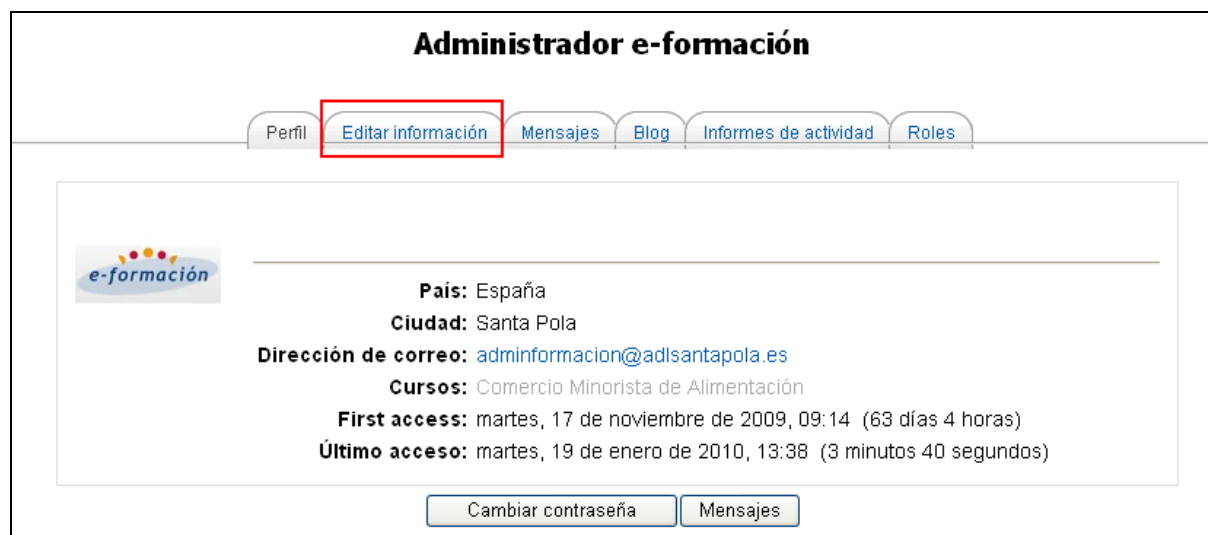 Administrador e-formación
Perfil Editar información Mensajes Blog Informes de actividad Roles
e-formación
País: España
Ciudad: Santa Pola
Dirección de correo: adminformacion@adlsantapola.es
Cursos: Comercio Minorista de Alimentación
First access: martes, 17 de noviembre de 2009, 09:14 (63 días 4 horas)
Último acceso: martes, 19 de enero de 2010, 13:38 (3 minutos 40 segundos)
Cambiar contraseña Mensajes